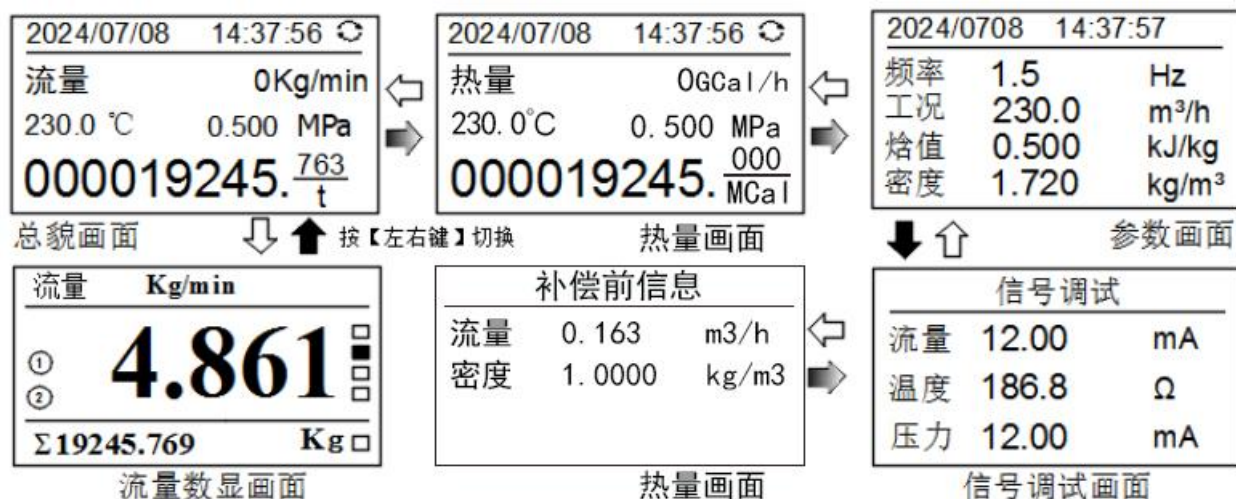 2024/07/08 14:37:56
流量 0Kg/min
230.0 ℃ 0.500 MPa
000019245. 763/t
总貌画面
2024/07/08 14:37:56
热量 0GCal/h
230.0℃ 0.500 MPa
000019245. 000/MCal
热量画面
2024/0708 14:37:57
频率 1.5 Hz
工况 230.0 m³/h
焓值 0.500 kJ/kg
密度 1.720 kg/m³
参数画面
按【左右键】切换
流量 Kg/min
① 4.861
②
Σ19245.769 Kg
流量数显画面
补偿前信息
流量 0.163 m3/h
密度 1.0000 kg/m3
热量画面
信号调试
流量 12.00 mA
温度 186.8 Ω
压力 12.00 mA
信号调试画面